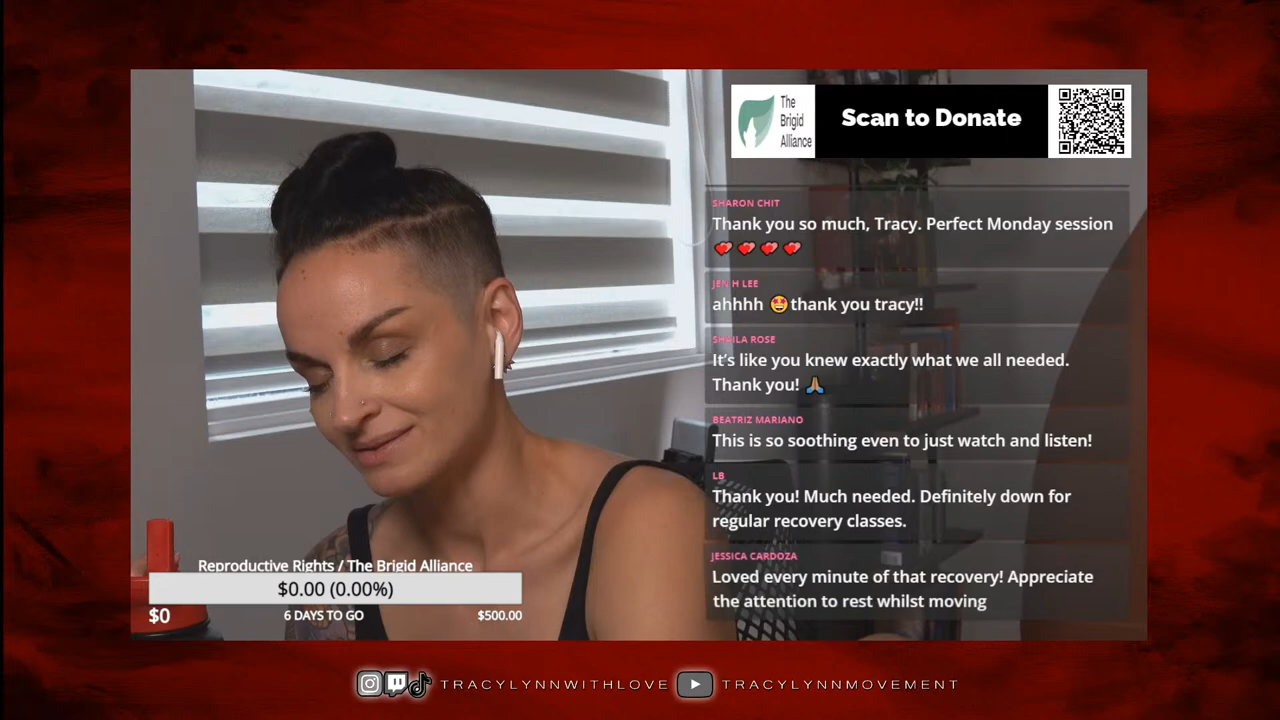 The
Brigid
Alliance
Scan to Donate
SHARON CHIT
Thank you so much, Tracy. Perfect Monday session
JEN H LEE
ahhhh 🤩thank you tracy!!
SHAILA ROSE
It's like you knew exactly what we all needed.
Thank you! 🙏🏽
BEATRIZ MARIANO
This is so soothing even to just watch and listen!
LB
Thank you! Much needed. Definitely down for
regular recovery classes.
JESSICA CARDOZA
Loved every minute of that recovery! Appreciate
the attention to rest whilst moving
Reproductive Rights / The Brigid Alliance
$0.00 (0.00%)
$0 6 DAYS TO GO $500.00
TRACYLYNNWITHLOVE TRACYLYNNMOVEMENT